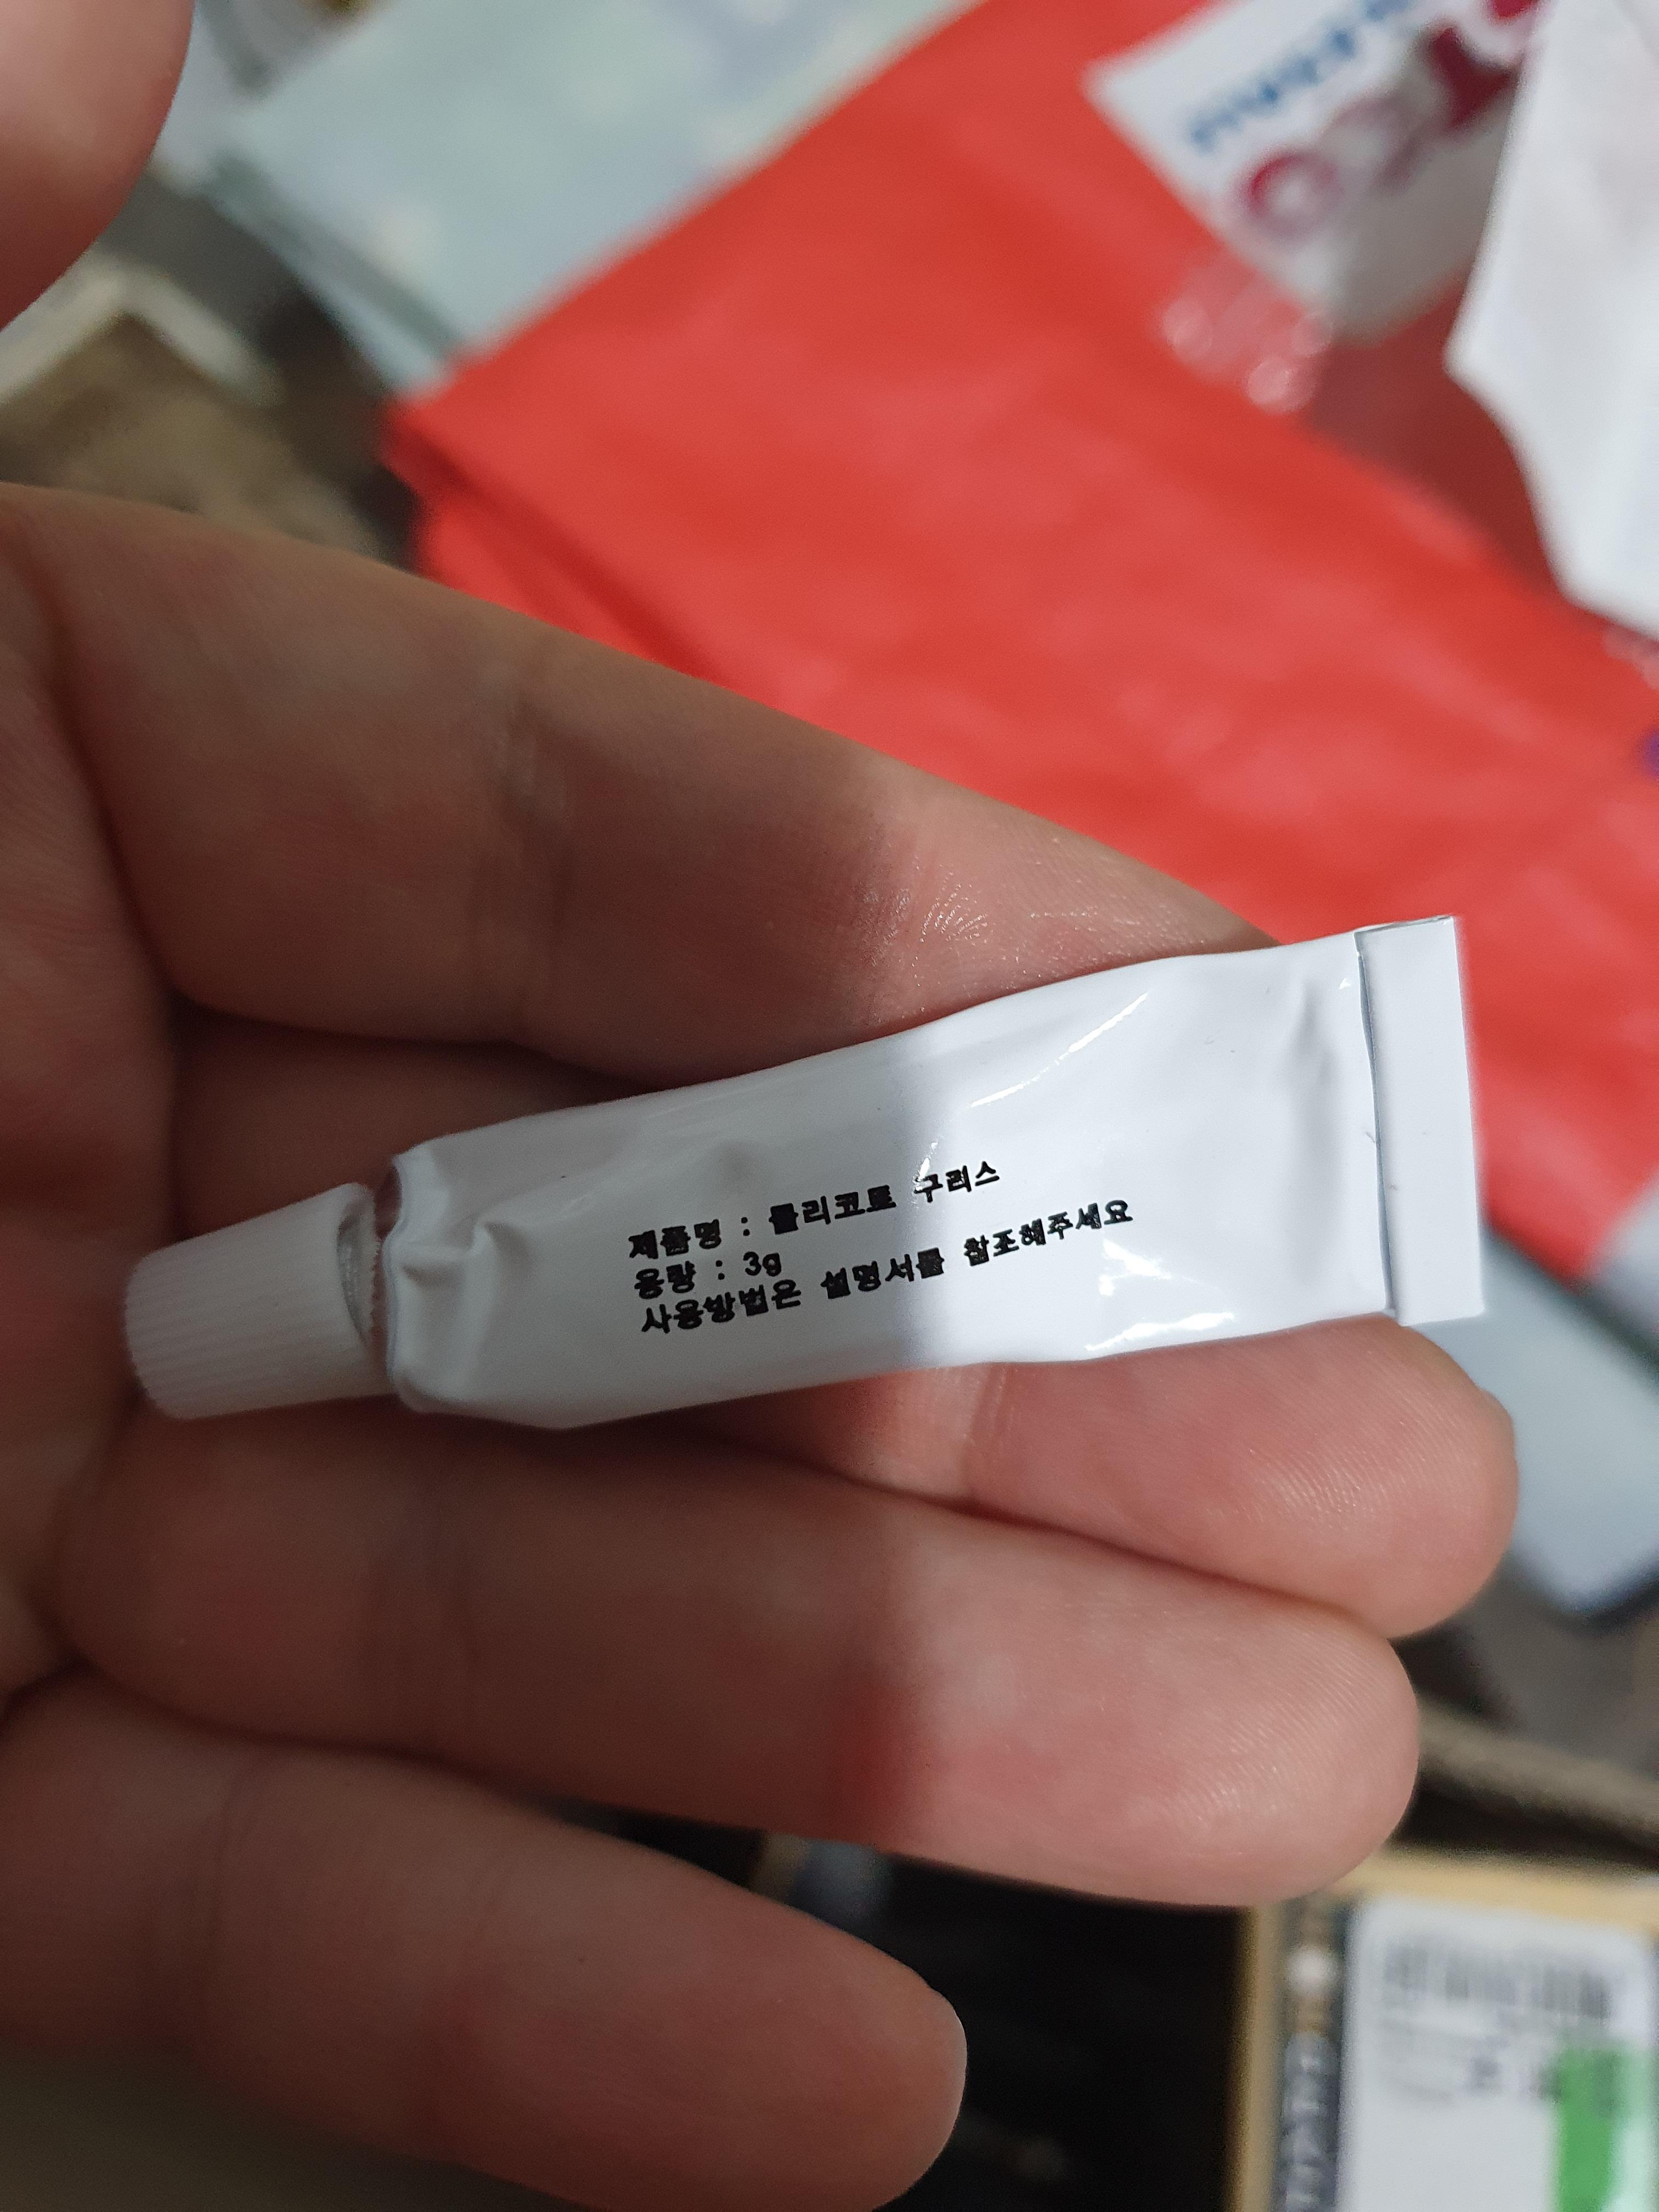 제품명 : 몰리코트 구리스
용량 : 3g
사용방법은 설명서를 참조해주세요